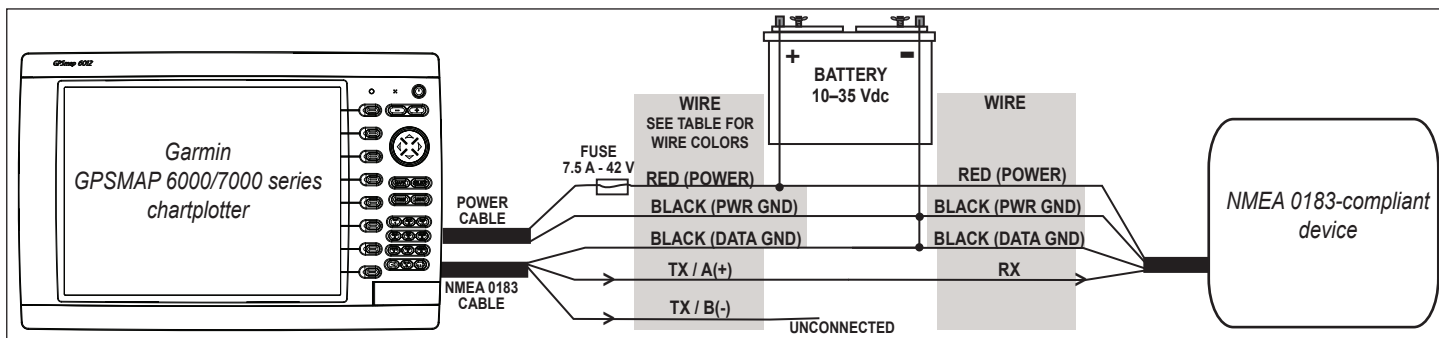 GPSmap 6012
Garmin
GPSMAP 6000/7000 series
chartplotter
POWER
CABLE
NMEA 0183
CABLE
FUSE
7.5 A - 42 V
WIRE
SEE TABLE FOR
WIRE COLORS
RED (POWER)
BLACK (PWR GND)
BLACK (DATA GND)
TX / A(+)
TX / B(-)
UNCONNECTED
+
-
BATTERY
10–35 Vdc
WIRE
RED (POWER)
BLACK (PWR GND)
BLACK (DATA GND)
RX
NMEA 0183-compliant
device